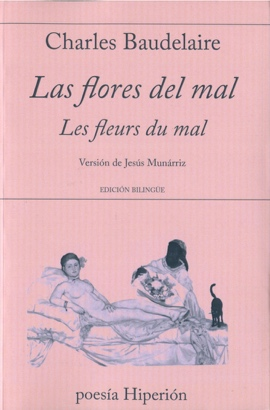 Charles Baudelaire
Las flores del mal
Les fleurs du mal
Versión de Jesús Munárriz
EDICIÓN BILINGÜE
poesía Hiperión